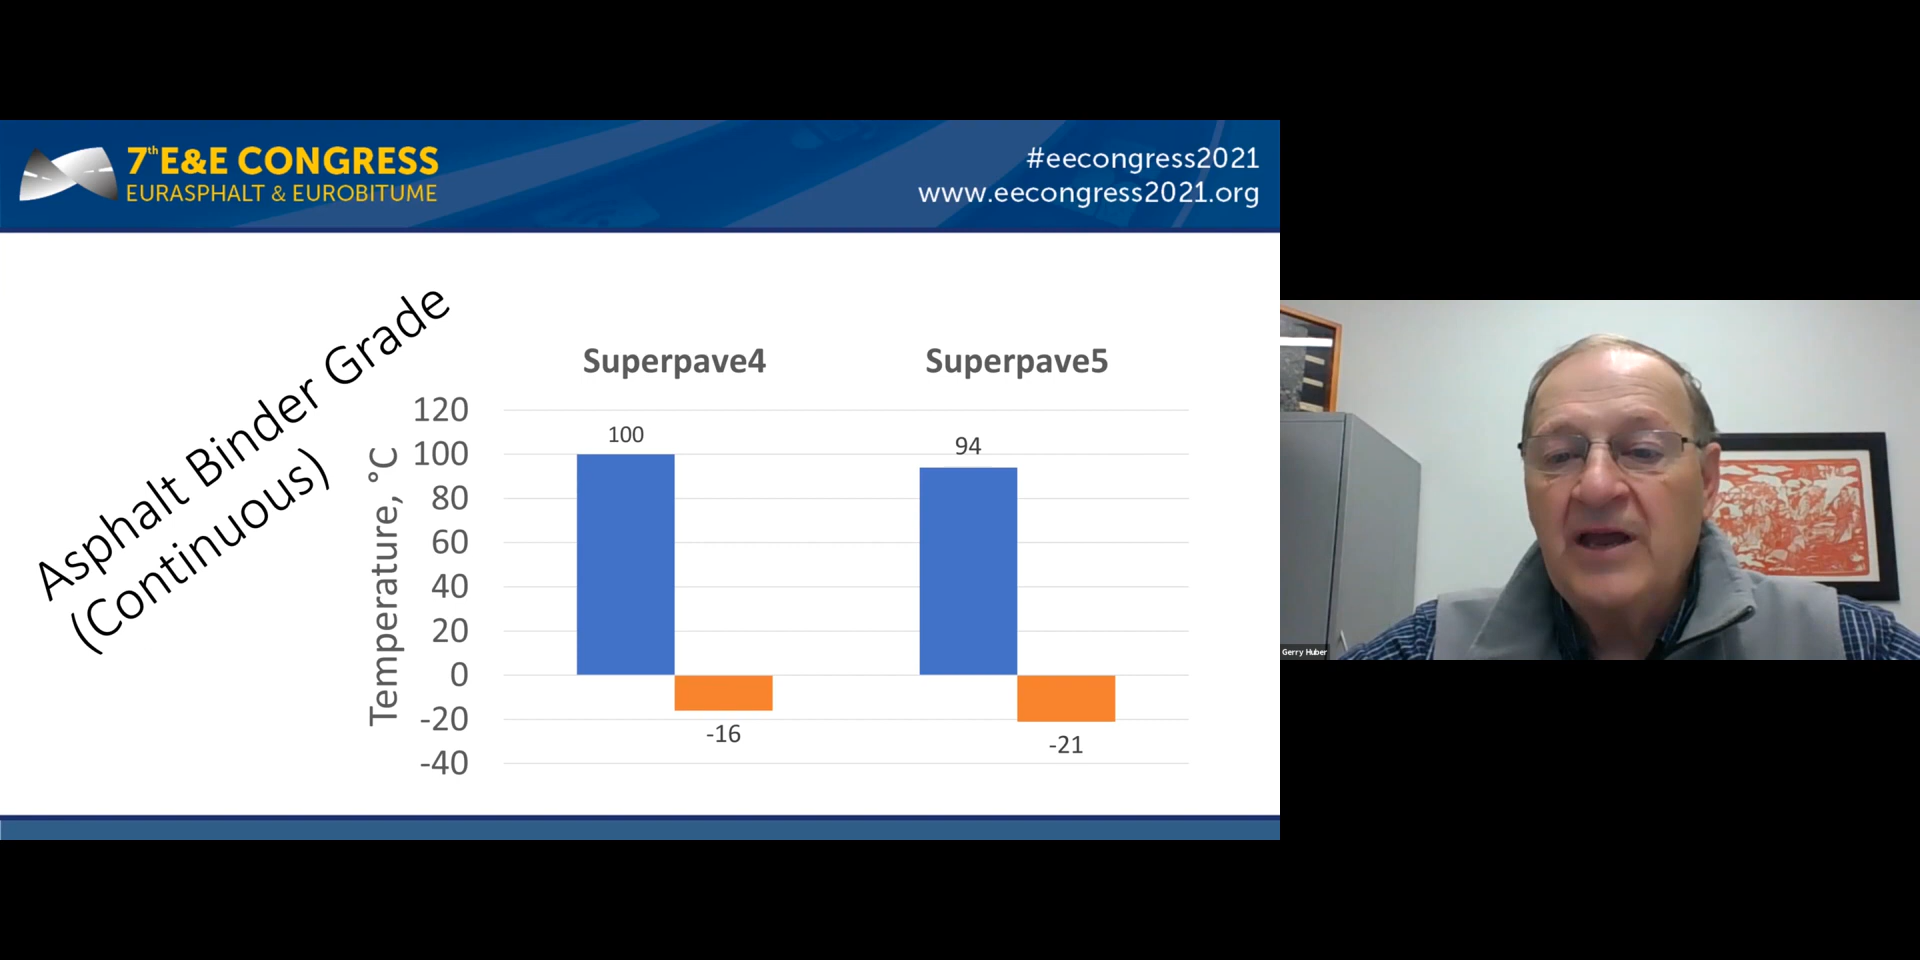 7th E&E CONGRESS
EURASPHALT & EUROBITUME
#eecongress2021
www.eecongress2021.org
Asphalt Binder Grade
(Continuous)
Superpave4
Superpave5
Temperature, °C
120
100
80
60
40
20
0
-20
-40
100
-16
94
-21
Gerry Huber